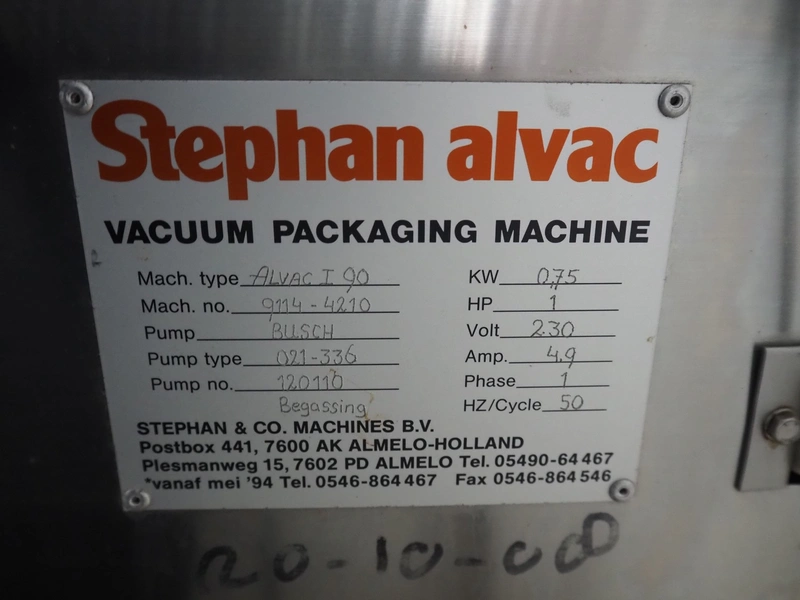 Stephan alvac
VACUUM PACKAGING MACHINE
Mach. type ALVAC I 90 KW 0,75
Mach. no. 9114-4210 HP 1
Pump BUSCH Volt 230
Pump type 021-336 Amp. 4.9
Pump no. 120110 Phase 1
Begassing HZ/Cycle 50
STEPHAN & CO. MACHINES B.V.
Postbox 441, 7600 AK ALMELO-HOLLAND
Plesmanweg 15, 7602 PD ALMELO Tel. 05490-64467
*vanaf mei '94 Tel. 0546-864467 Fax 0546-864546
20-10-00